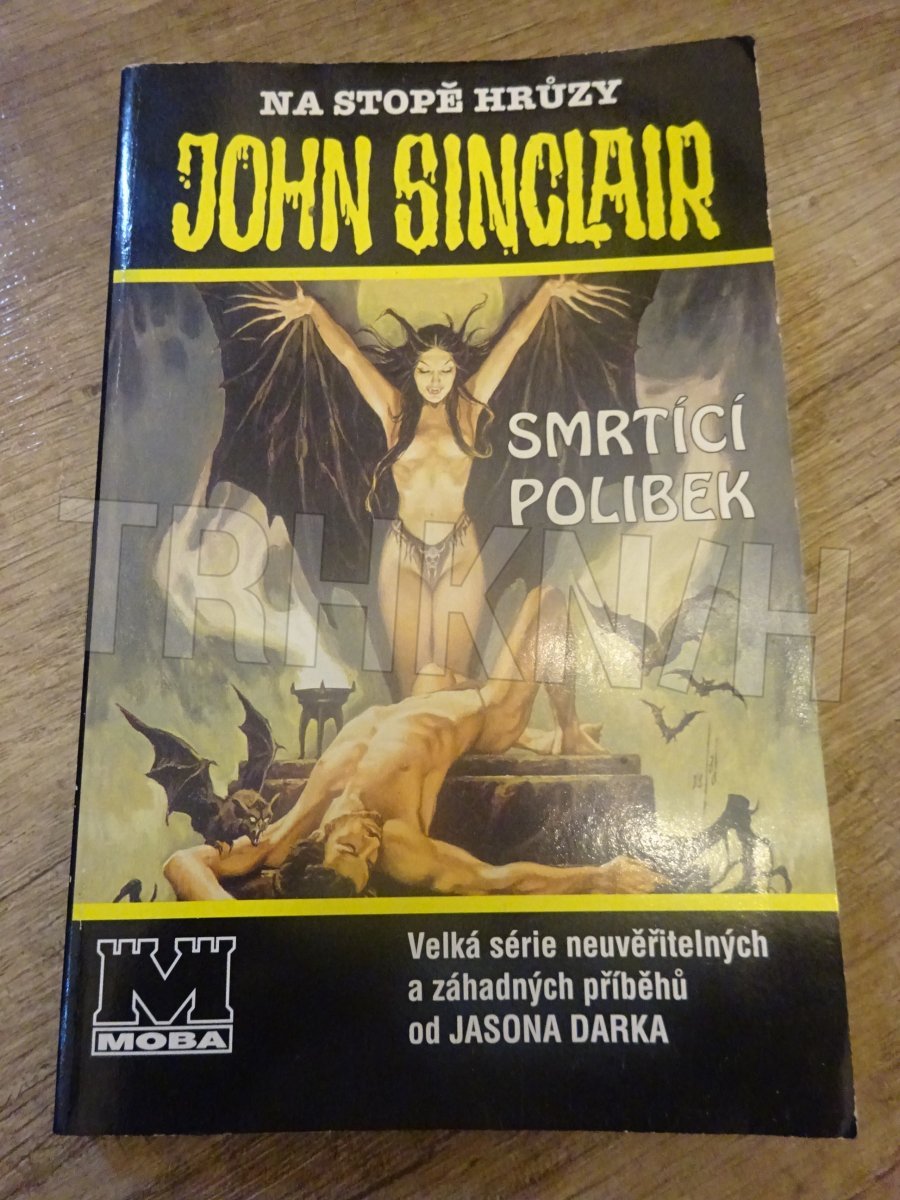 NA STOPĚ HRŮZY
JOHN SINCLAIR
SMRTÍCÍ
POLIBEK
TRHKNIH
M
MOBA
Velká série neuvěřitelných
a záhadných příběhů
od JASONA DARKA